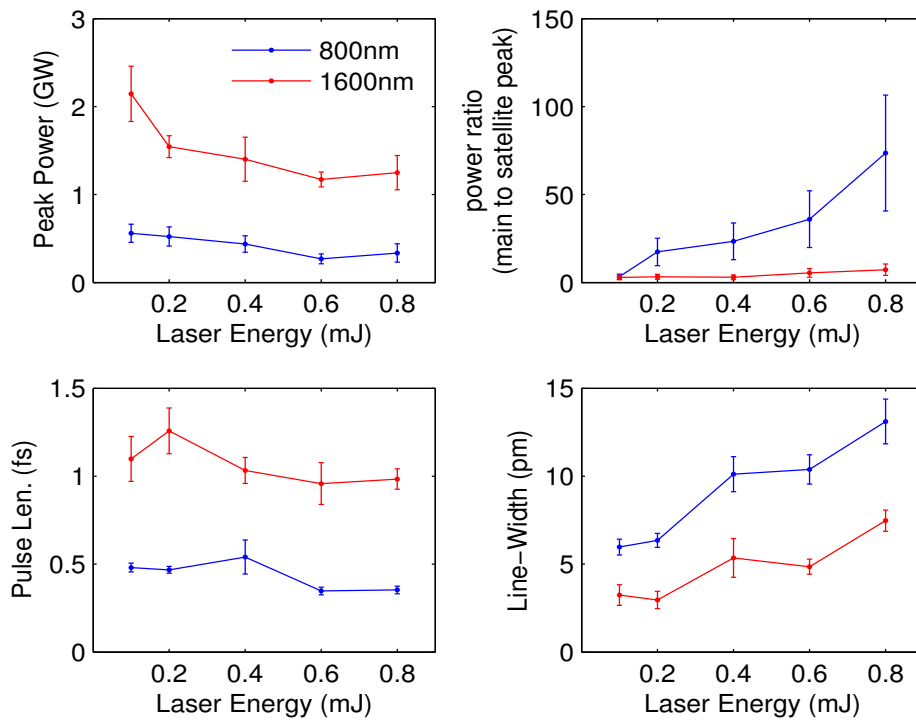 3
2
1
0
Peak Power (GW)
800nm
1600nm
0.2 0.4 0.6 0.8
Laser Energy (mJ)
150
100
50
0
power ratio
(main to satellite peak)
0.2 0.4 0.6 0.8
Laser Energy (mJ)
1.5
1
0.5
0
Pulse Len. (fs)
0.2 0.4 0.6 0.8
Laser Energy (mJ)
15
10
5
0
Line−Width (pm)
0.2 0.4 0.6 0.8
Laser Energy (mJ)